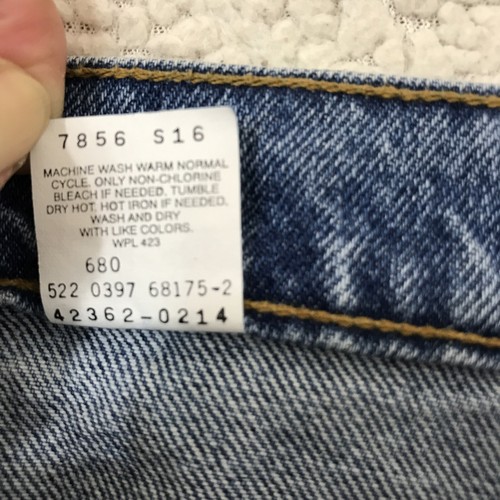 7856 S16
MACHINE WASH WARM NORMAL
CYCLE. ONLY NON-CHLORINE
BLEACH IF NEEDED. TUMBLE
DRY HOT. HOT IRON IF NEEDED.
WASH AND DRY
WITH LIKE COLORS.
WPL 423
680
522 0397 68175-2
42362-0214